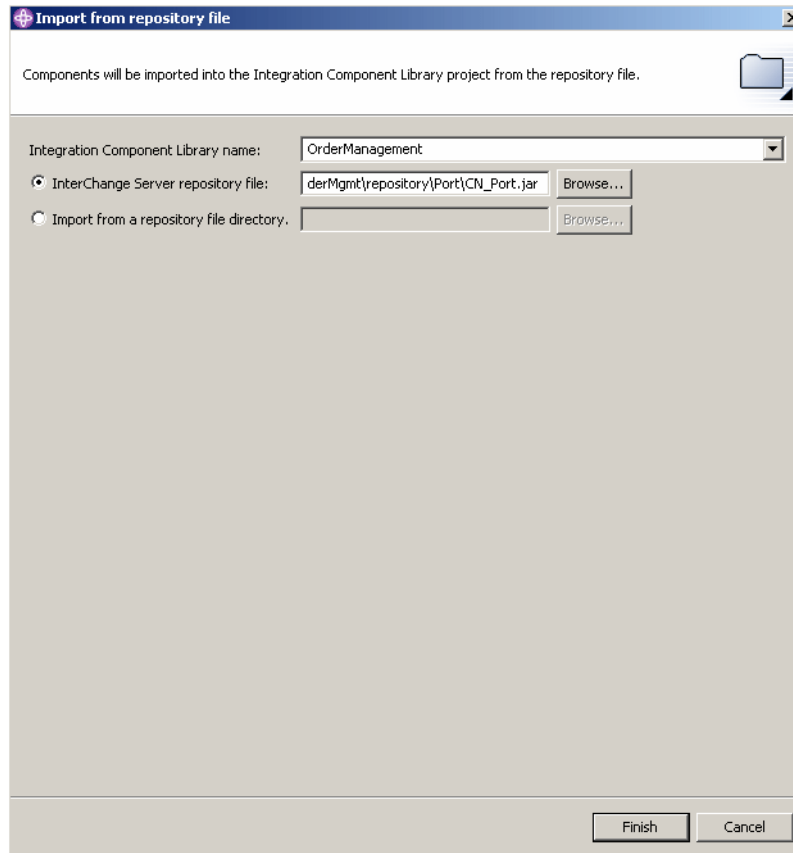 Import from repository file
Components will be imported into the Integration Component Library project from the repository file.
Integration Component Library name: OrderManagement
InterChange Server repository file: derMgmt\repository\Port\CN_Port.jar Browse...
Import from a repository file directory. Browse...
Finish Cancel